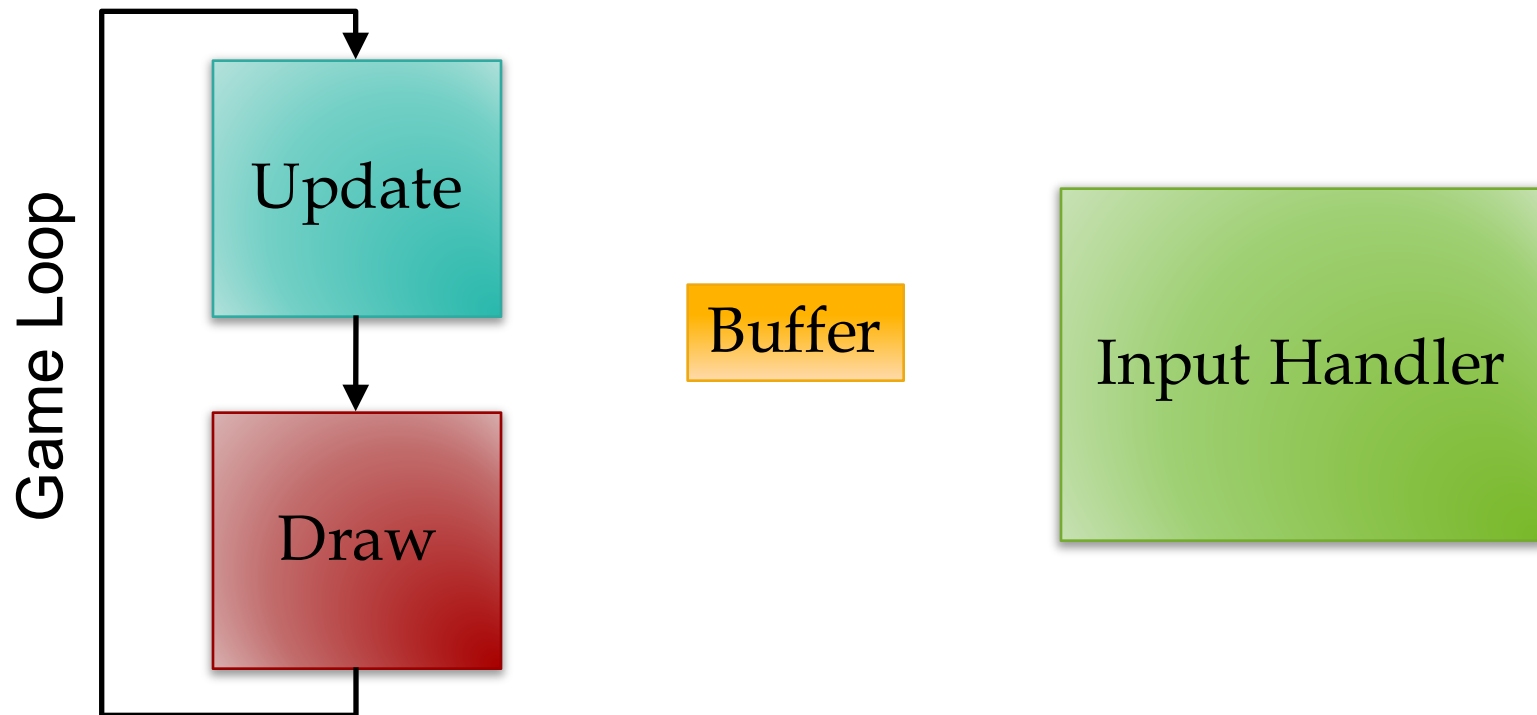 Game Loop
Update
Draw
Buffer
Input Handler